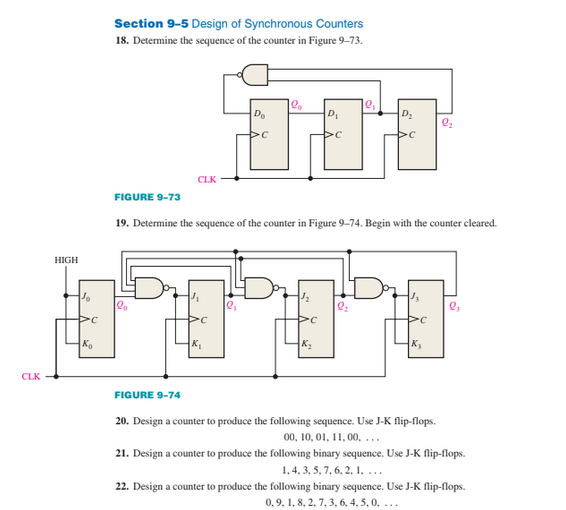 Section 9–5 Design of Synchronous Counters
18. Determine the sequence of the counter in Figure 9–73.
D₀ Q₀ D₁ Q₁ D₂ Q₂
C C C
CLK
FIGURE 9–73
19. Determine the sequence of the counter in Figure 9–74. Begin with the counter cleared.
HIGH
J₀ Q₀ J₁ Q₁ J₂ Q₂ J₃ Q₃
C C C C
K₀ K₁ K₂ K₃
CLK
FIGURE 9–74
20. Design a counter to produce the following sequence. Use J-K flip-flops.
00, 10, 01, 11, 00, . . .
21. Design a counter to produce the following binary sequence. Use J-K flip-flops.
1, 4, 3, 5, 7, 6, 2, 1, . . .
22. Design a counter to produce the following binary sequence. Use J-K flip-flops.
0, 9, 1, 8, 2, 7, 3, 6, 4, 5, 0, . . .